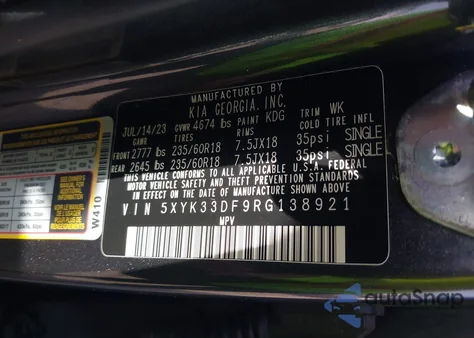 MANUFACTURED BY
KIA GEORGIA, INC.
JUL/14/23 GVWR 4674 lbs PAINT KDG TRIM WK
GAWR TIRES RIMS COLD TIRE INFL
FRONT 2777 lbs 235/60R18 7.5JX18 35psi SINGLE
REAR 2645 lbs 235/60R18 7.5JX18 35psi SINGLE
THIS VEHICLE CONFORMS TO ALL APPLICABLE U.S.A. FEDERAL
MOTOR VEHICLE SAFETY AND THEFT PREVENTION STANDARDS
IN EFFECT ON THE DATE OF MANUFACTURE SHOWN ABOVE
VIN 5XYK33DF9RG138921
MPV
W410
autoSnap